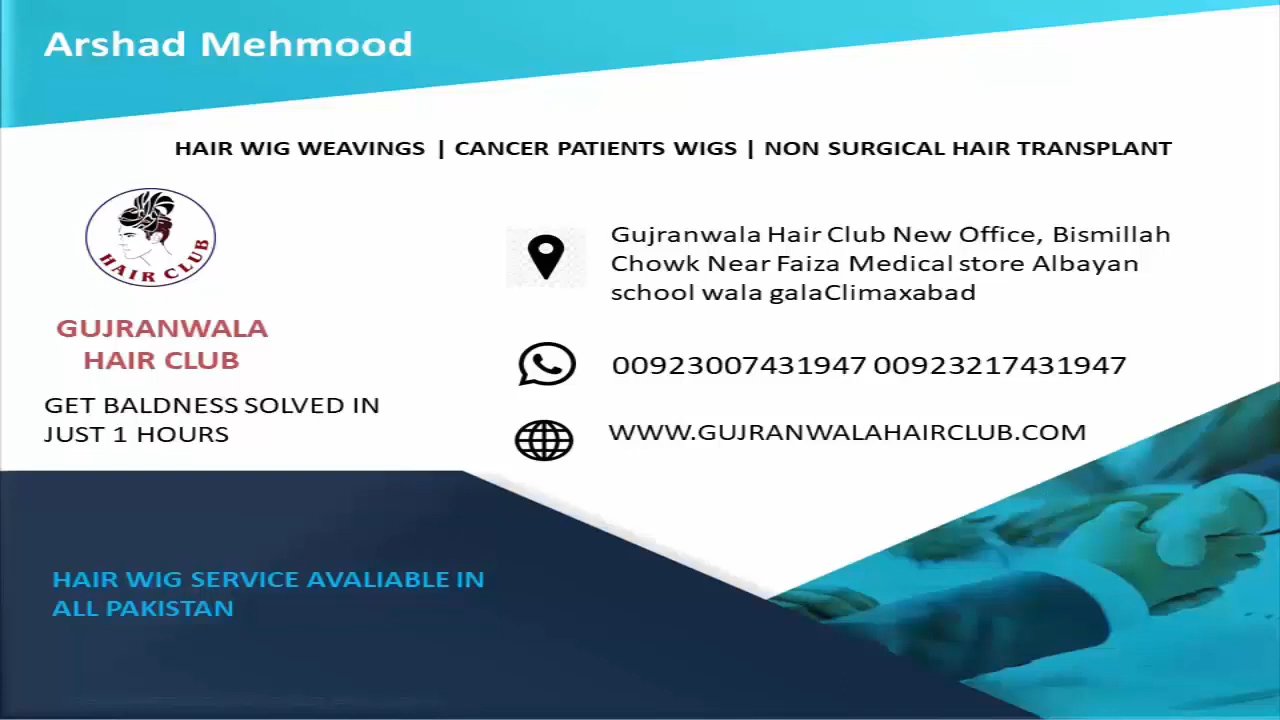 Arshad Mehmood
HAIR WIG WEAVINGS | CANCER PATIENTS WIGS | NON SURGICAL HAIR TRANSPLANT
HAIR CLUB
GUJRANWALA
HAIR CLUB
GET BALDNESS SOLVED IN
JUST 1 HOURS
Gujranwala Hair Club New Office, Bismillah
Chowk Near Faiza Medical store Albayan
school wala galaClimaxabad
00923007431947 00923217431947
WWW.GUJRANWALAHAIRCLUB.COM
HAIR WIG SERVICE AVALIABLE IN
ALL PAKISTAN